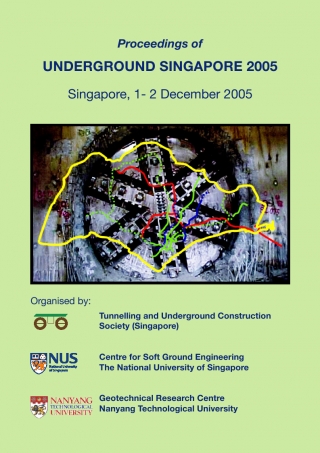 Proceedings of
UNDERGROUND SINGAPORE 2005
Singapore, 1- 2 December 2005
Organised by:
Tunnelling and Underground Construction
Society (Singapore)
NUS
National University
of Singapore
Centre for Soft Ground Engineering
The National University of Singapore
NANYANG
TECHNOLOGICAL
UNIVERSITY
Geotechnical Research Centre
Nanyang Technological University